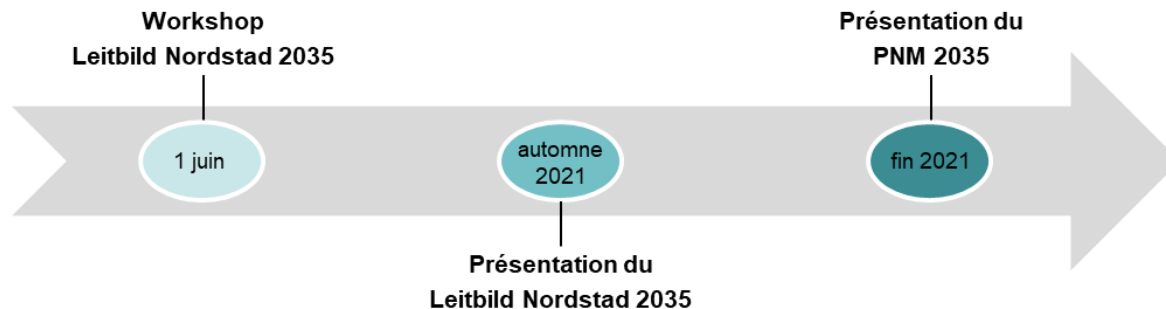 Workshop
Leitbild Nordstad 2035
Présentation du
PNM 2035
1 juin
automne
2021
fin 2021
Présentation du
Leitbild Nordstad 2035